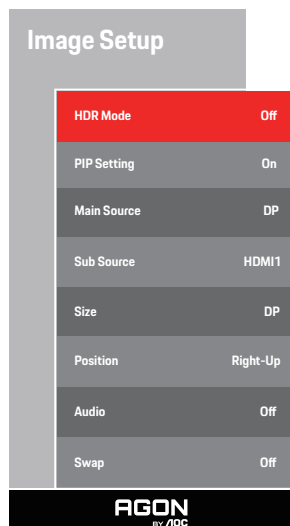 Image Setup
HDR Mode Off
PIP Setting On
Main Source DP
Sub Source HDMI1
Size DP
Position Right-Up
Audio Off
Swap Off
AGON
BY AOC